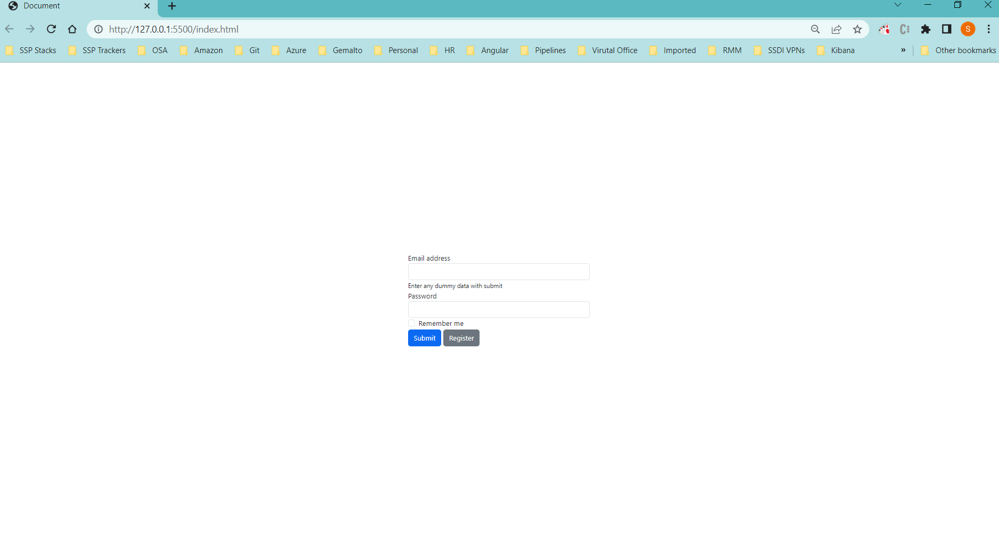 Document
http://127.0.0.1:5500/index.html
S
SSP Stacks SSP Trackers OSA Amazon Git Azure Gemalto Personal HR Angular Pipelines Virutal Office Imported RMM SSDI VPNs Kibana » Other bookmarks
Email address
Enter any dummy data with submit
Password
Remember me
Submit Register